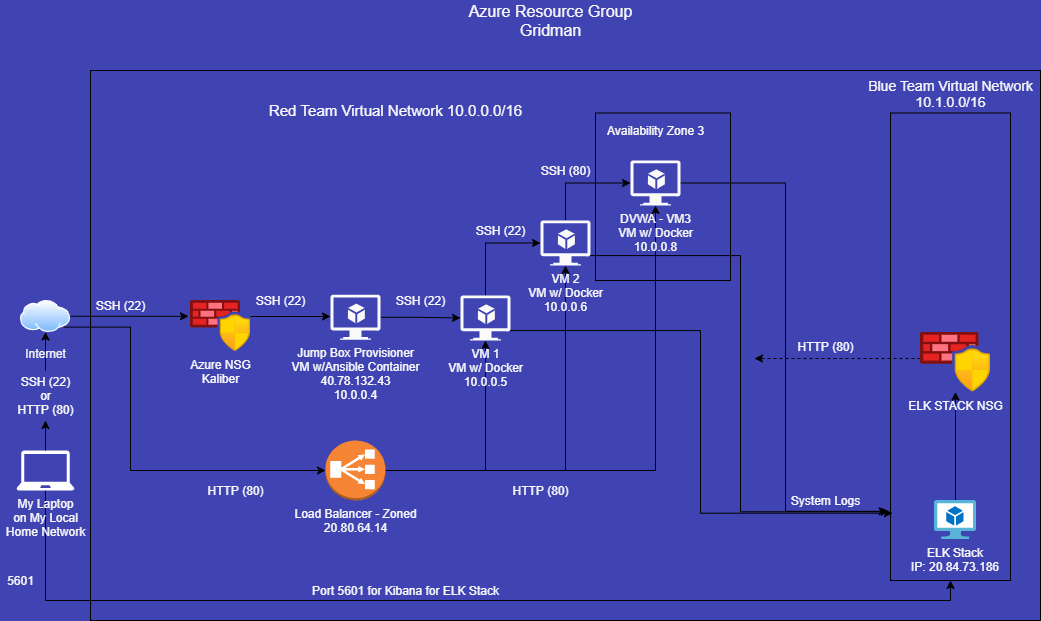 Azure Resource Group
Gridman
Blue Team Virtual Network
10.1.0.0/16
Red Team Virtual Network 10.0.0.0/16
Availability Zone 3
SSH (80)
DVWA - VM3
VM w/ Docker
10.0.0.8
SSH (22)
VM 2
VM w/ Docker
10.0.0.6
SSH (22)
SSH (22)
SSH (22)
Internet
Azure NSG
Kaliber
Jump Box Provisioner
VM w/Ansible Container
40.78.132.43
10.0.0.4
VM 1
VM w/ Docker
10.0.0.5
HTTP (80)
ELK STACK NSG
SSH (22)
or
HTTP (80)
My Laptop
on My Local
Home Network
HTTP (80)
Load Balancer - Zoned
20.80.64.14
HTTP (80)
System Logs
ELK Stack
IP: 20.84.73.186
5601
Port 5601 for Kibana for ELK Stack